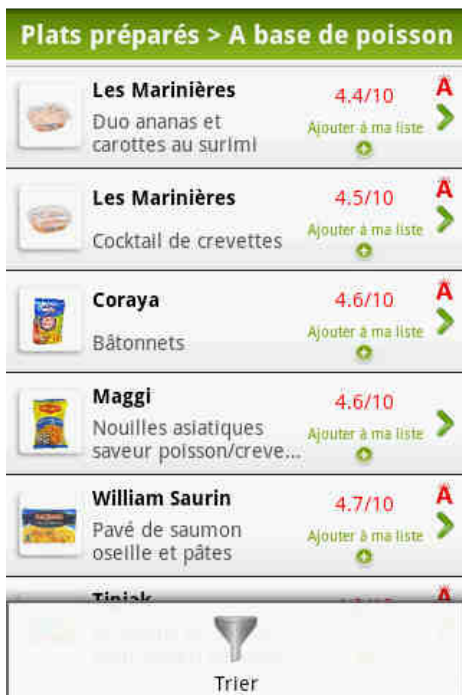 Plats préparés > A base de poisson
Les Marinières
4.4/10
A
Duo ananas et
carottes au surimi
Ajouter à ma liste
Les Marinières
4.5/10
A
Cocktail de crevettes
Ajouter à ma liste
Coraya
4.6/10
A
Bâtonnets
Ajouter à ma liste
Maggi
4.6/10
Nouilles asiatiques
saveur poisson/creve...
Ajouter à ma liste
William Saurin
4.7/10
A
Pavé de saumon
oseille et pâtes
Ajouter à ma liste
Tipiak
A
Trier